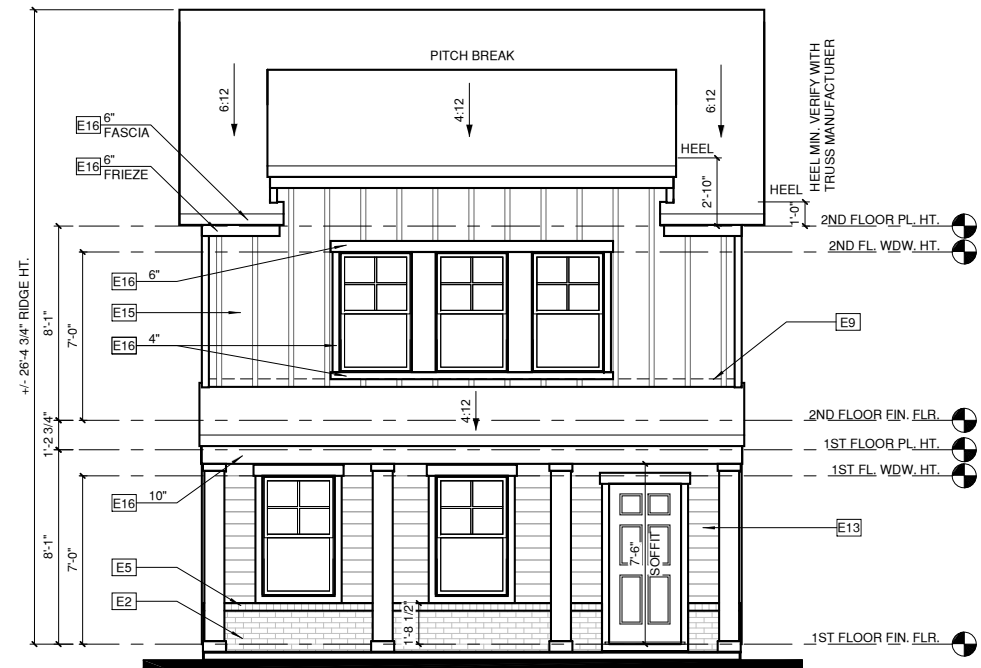 PITCH BREAK
6:12
4:12
6:12
HEEL MIN. VERIFY WITH
TRUSS MANUFACTURER
E16 6"
FASCIA
E16 6"
FRIEZE
HEEL
2'-10"
HEEL
1'-0"
2ND FLOOR PL. HT.
2ND FL. WDW. HT.
+/- 26'-4 3/4" RIDGE HT.
8'-1"
7'-0"
E16 6"
E15
E16 4"
E9
4:12
2ND FLOOR FIN. FLR.
1'-2 3/4"
1ST FLOOR PL. HT.
1ST FL. WDW. HT.
E16 10"
E13
8'-1"
7'-0"
7'-6"
SOFFIT
E5
E2
1'-8 1/2"
1ST FLOOR FIN. FLR.